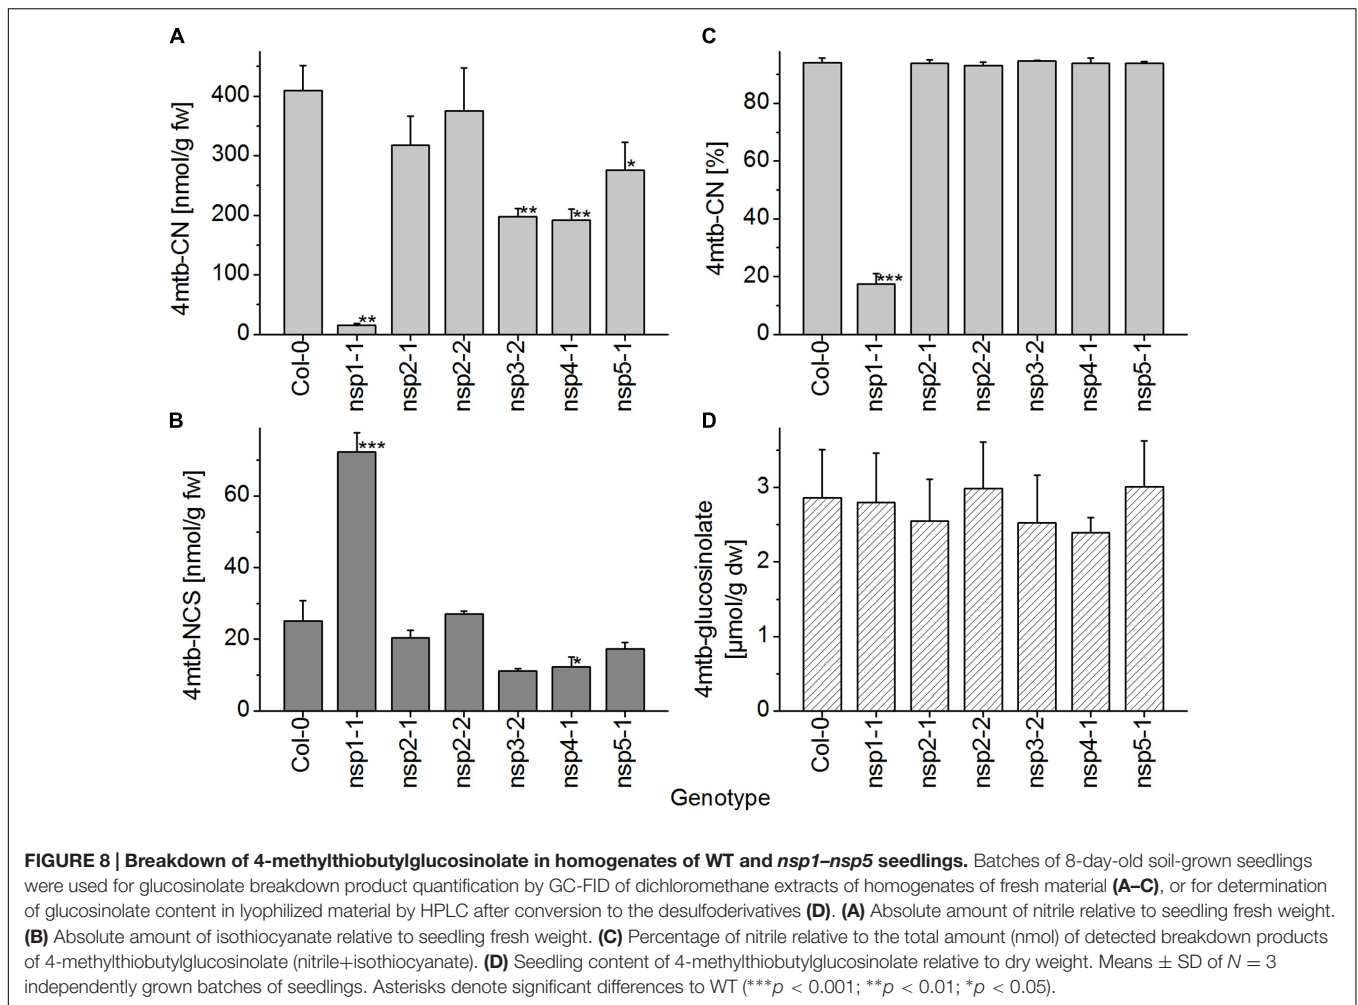 A
4mtb-CN [nmol/g fw]
400
300
200
100
0
**
**
**
*
Col-0
nsp1-1
nsp2-1
nsp2-2
nsp3-2
nsp4-1
nsp5-1
C
4mtb-CN [%]
80
60
40
20
0
***
Col-0
nsp1-1
nsp2-1
nsp2-2
nsp3-2
nsp4-1
nsp5-1
B
4mtb-NCS [nmol/g fw]
60
40
20
0
***
*
Col-0
nsp1-1
nsp2-1
nsp2-2
nsp3-2
nsp4-1
nsp5-1
D
4mtb-glucosinolate
[µmol/g dw]
3
2
1
0
Col-0
nsp1-1
nsp2-1
nsp2-2
nsp3-2
nsp4-1
nsp5-1
Genotype
FIGURE 8 | Breakdown of 4-methylthiobutylglucosinolate in homogenates of WT and nsp1–nsp5 seedlings. Batches of 8-day-old soil-grown seedlings
were used for glucosinolate breakdown product quantification by GC-FID of dichloromethane extracts of homogenates of fresh material (A–C), or for determination
of glucosinolate content in lyophilized material by HPLC after conversion to the desulfoderivatives (D). (A) Absolute amount of nitrile relative to seedling fresh weight.
(B) Absolute amount of isothiocyanate relative to seedling fresh weight. (C) Percentage of nitrile relative to the total amount (nmol) of detected breakdown products
of 4-methylthiobutylglucosinolate (nitrile+isothiocyanate). (D) Seedling content of 4-methylthiobutylglucosinolate relative to dry weight. Means ± SD of N = 3
independently grown batches of seedlings. Asterisks denote significant differences to WT (***p < 0.001; **p < 0.01; *p < 0.05).